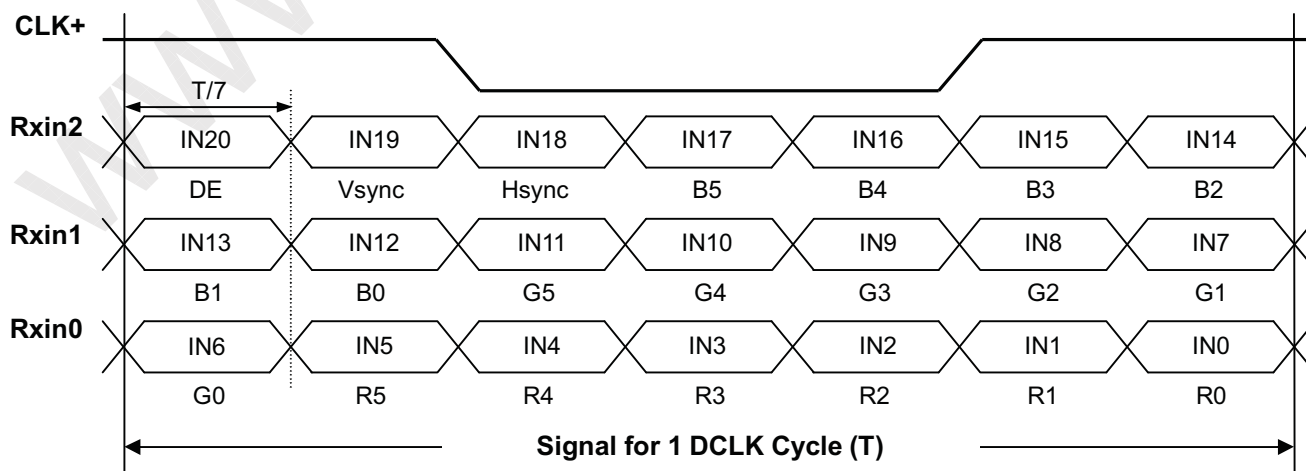 CLK+
T/7
Rxin2 IN20 IN19 IN18 IN17 IN16 IN15 IN14
DE Vsync Hsync B5 B4 B3 B2
Rxin1 IN13 IN12 IN11 IN10 IN9 IN8 IN7
B1 B0 G5 G4 G3 G2 G1
Rxin0 IN6 IN5 IN4 IN3 IN2 IN1 IN0
G0 R5 R4 R3 R2 R1 R0
Signal for 1 DCLK Cycle (T)